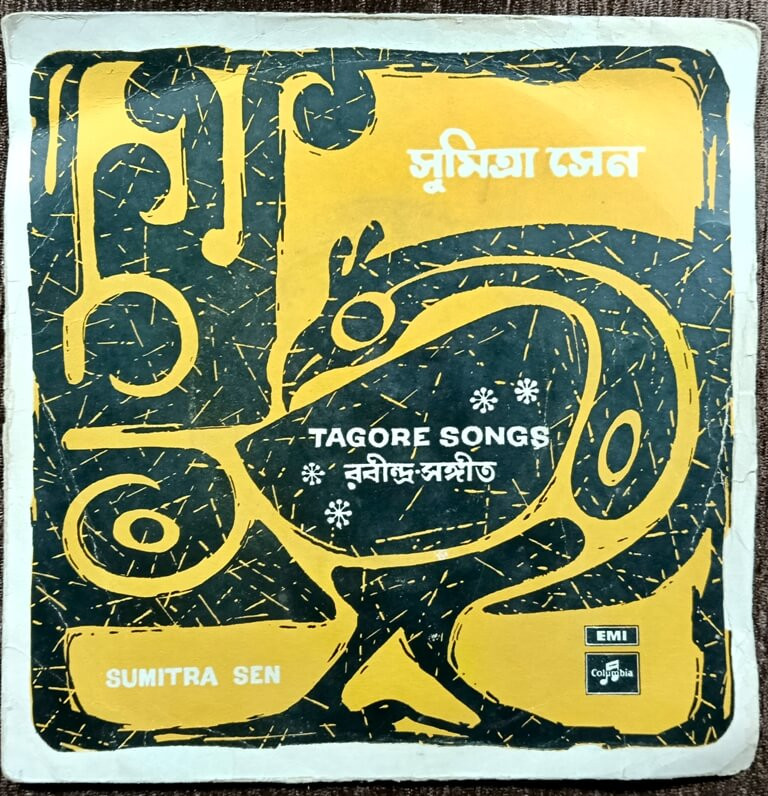 সুমিত্রা সেন
TAGORE SONGS
রবীন্দ্র-সঙ্গীত
SUMITRA SEN
EMI
Columbia